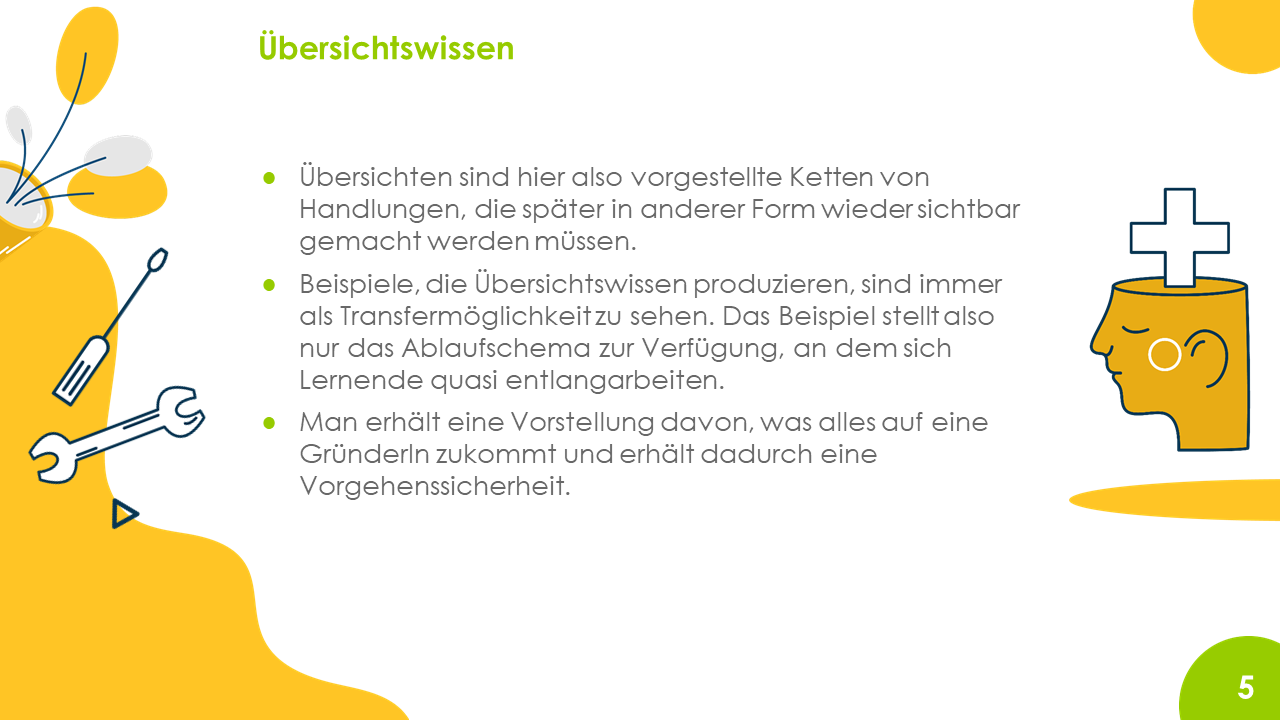 Übersichtswissen
● Übersichten sind hier also vorgestellte Ketten von
Handlungen, die später in anderer Form wieder sichtbar
gemacht werden müssen.
● Beispiele, die Übersichtswissen produzieren, sind immer
als Transfermöglichkeit zu sehen. Das Beispiel stellt also
nur das Ablaufschema zur Verfügung, an dem sich
Lernende quasi entlangarbeiten.
● Man erhält eine Vorstellung davon, was alles auf eine
GründerIn zukommt und erhält dadurch eine
Vorgehenssicherheit.
5